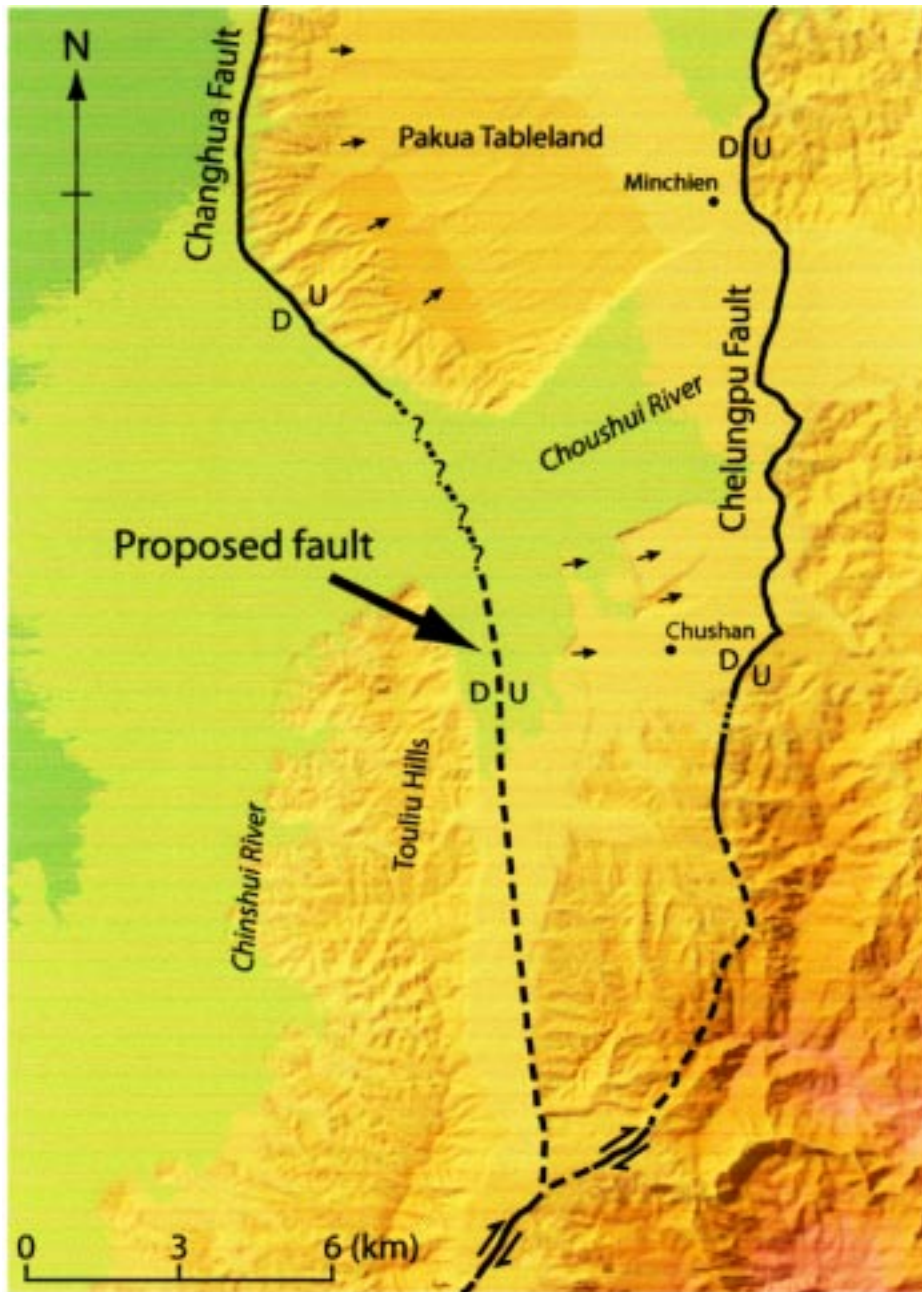 N
Changhua Fault
Pakua Tableland
D U
Minchien
U
D
Chelungpu Fault
Choushui River
?
?
?
?
Proposed fault
Chushan
D
U
D U
Touliu Hills
Chinshui River
0 3 6 (km)